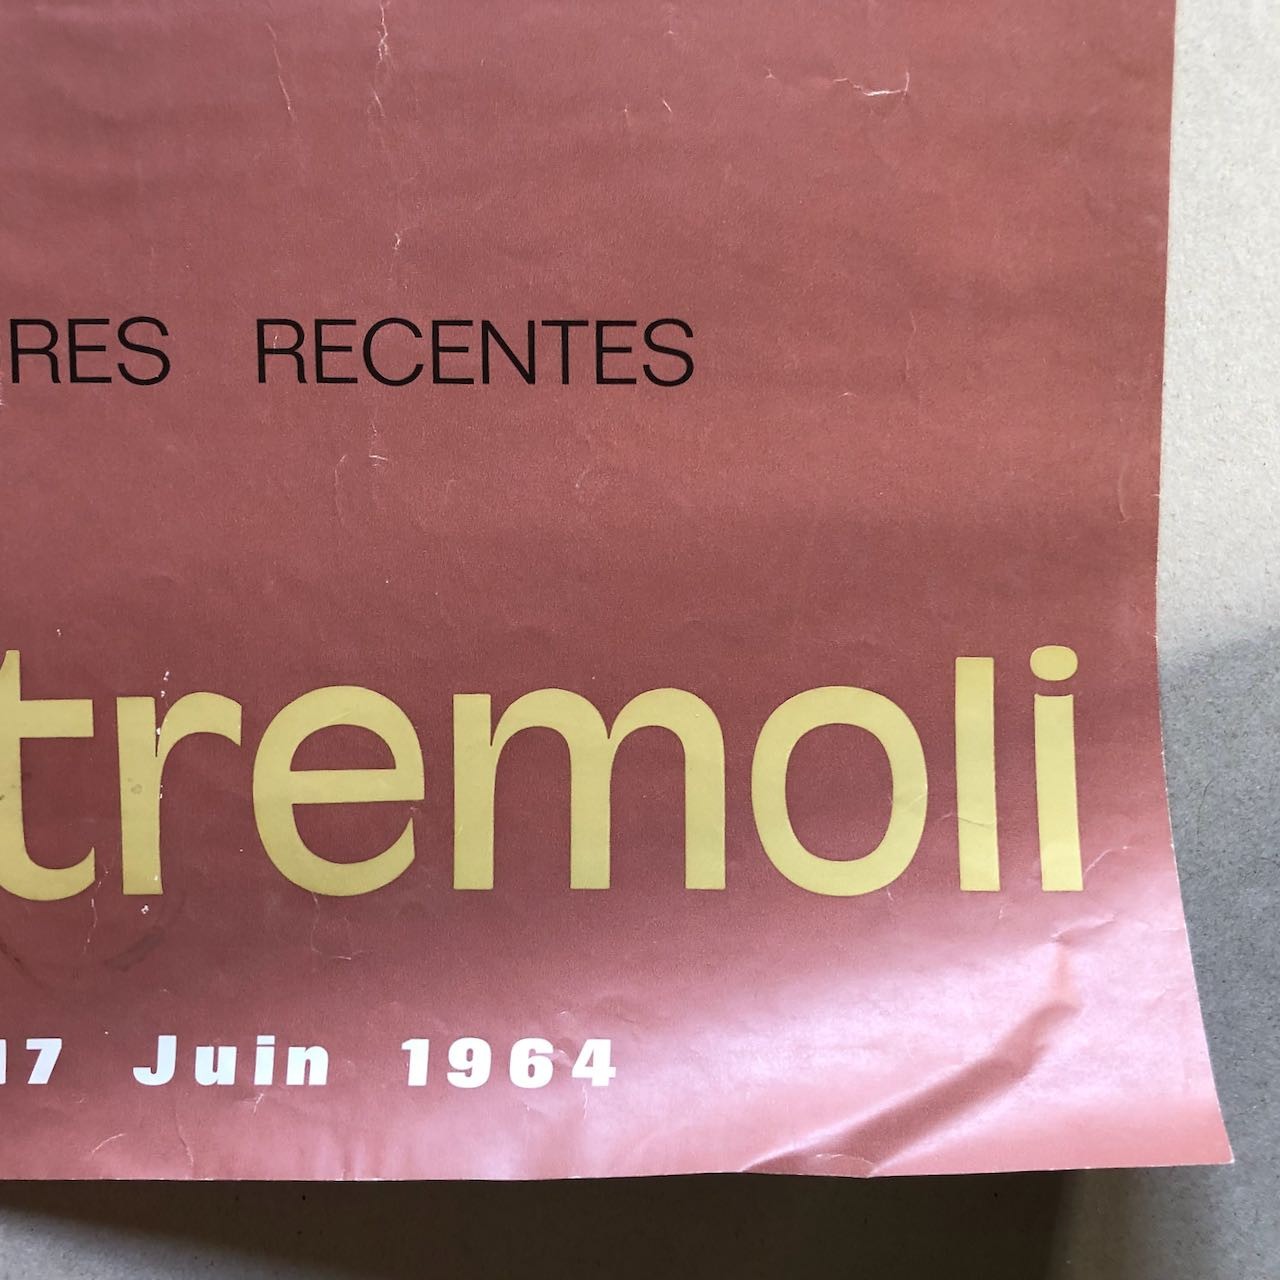 RES RECENTES
tremoli
17 Juin 1964